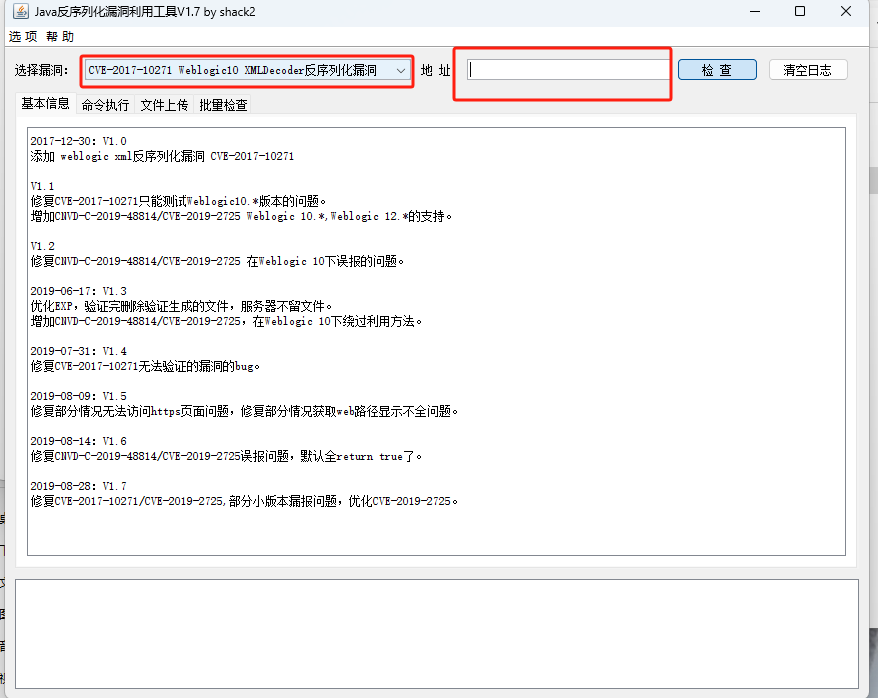 Java反序列化漏洞利用工具V1.7 by shack2
选项 帮助
选择漏洞: CVE-2017-10271 Weblogic10 XMLDecoder反序列化漏洞 地 址 检 查 清空日志
基本信息 命令执行 文件上传 批量检查
2017-12-30: V1.0
添加 weblogic xml反序列化漏洞 CVE-2017-10271
V1.1
修复CVE-2017-10271只能测试Weblogic10.*版本的问题。
增加CNVD-C-2019-48814/CVE-2019-2725 Weblogic 10.*,Weblogic 12.*的支持。
V1.2
修复CNVD-C-2019-48814/CVE-2019-2725 在Weblogic 10下误报的问题。
2019-06-17: V1.3
优化EXP，验证完删除验证生成的文件，服务器不留文件。
增加CNVD-C-2019-48814/CVE-2019-2725，在Weblogic 10下绕过利用方法。
2019-07-31: V1.4
修复CVE-2017-10271无法验证的漏洞的bug。
2019-08-09: V1.5
修复部分情况无法访问https页面问题，修复部分情况获取web路径显示不全问题。
2019-08-14: V1.6
修复CNVD-C-2019-48814/CVE-2019-2725误报问题，默认全return true了。
2019-08-28: V1.7
修复CVE-2017-10271/CVE-2019-2725,部分小版本漏报问题，优化CVE-2019-2725。